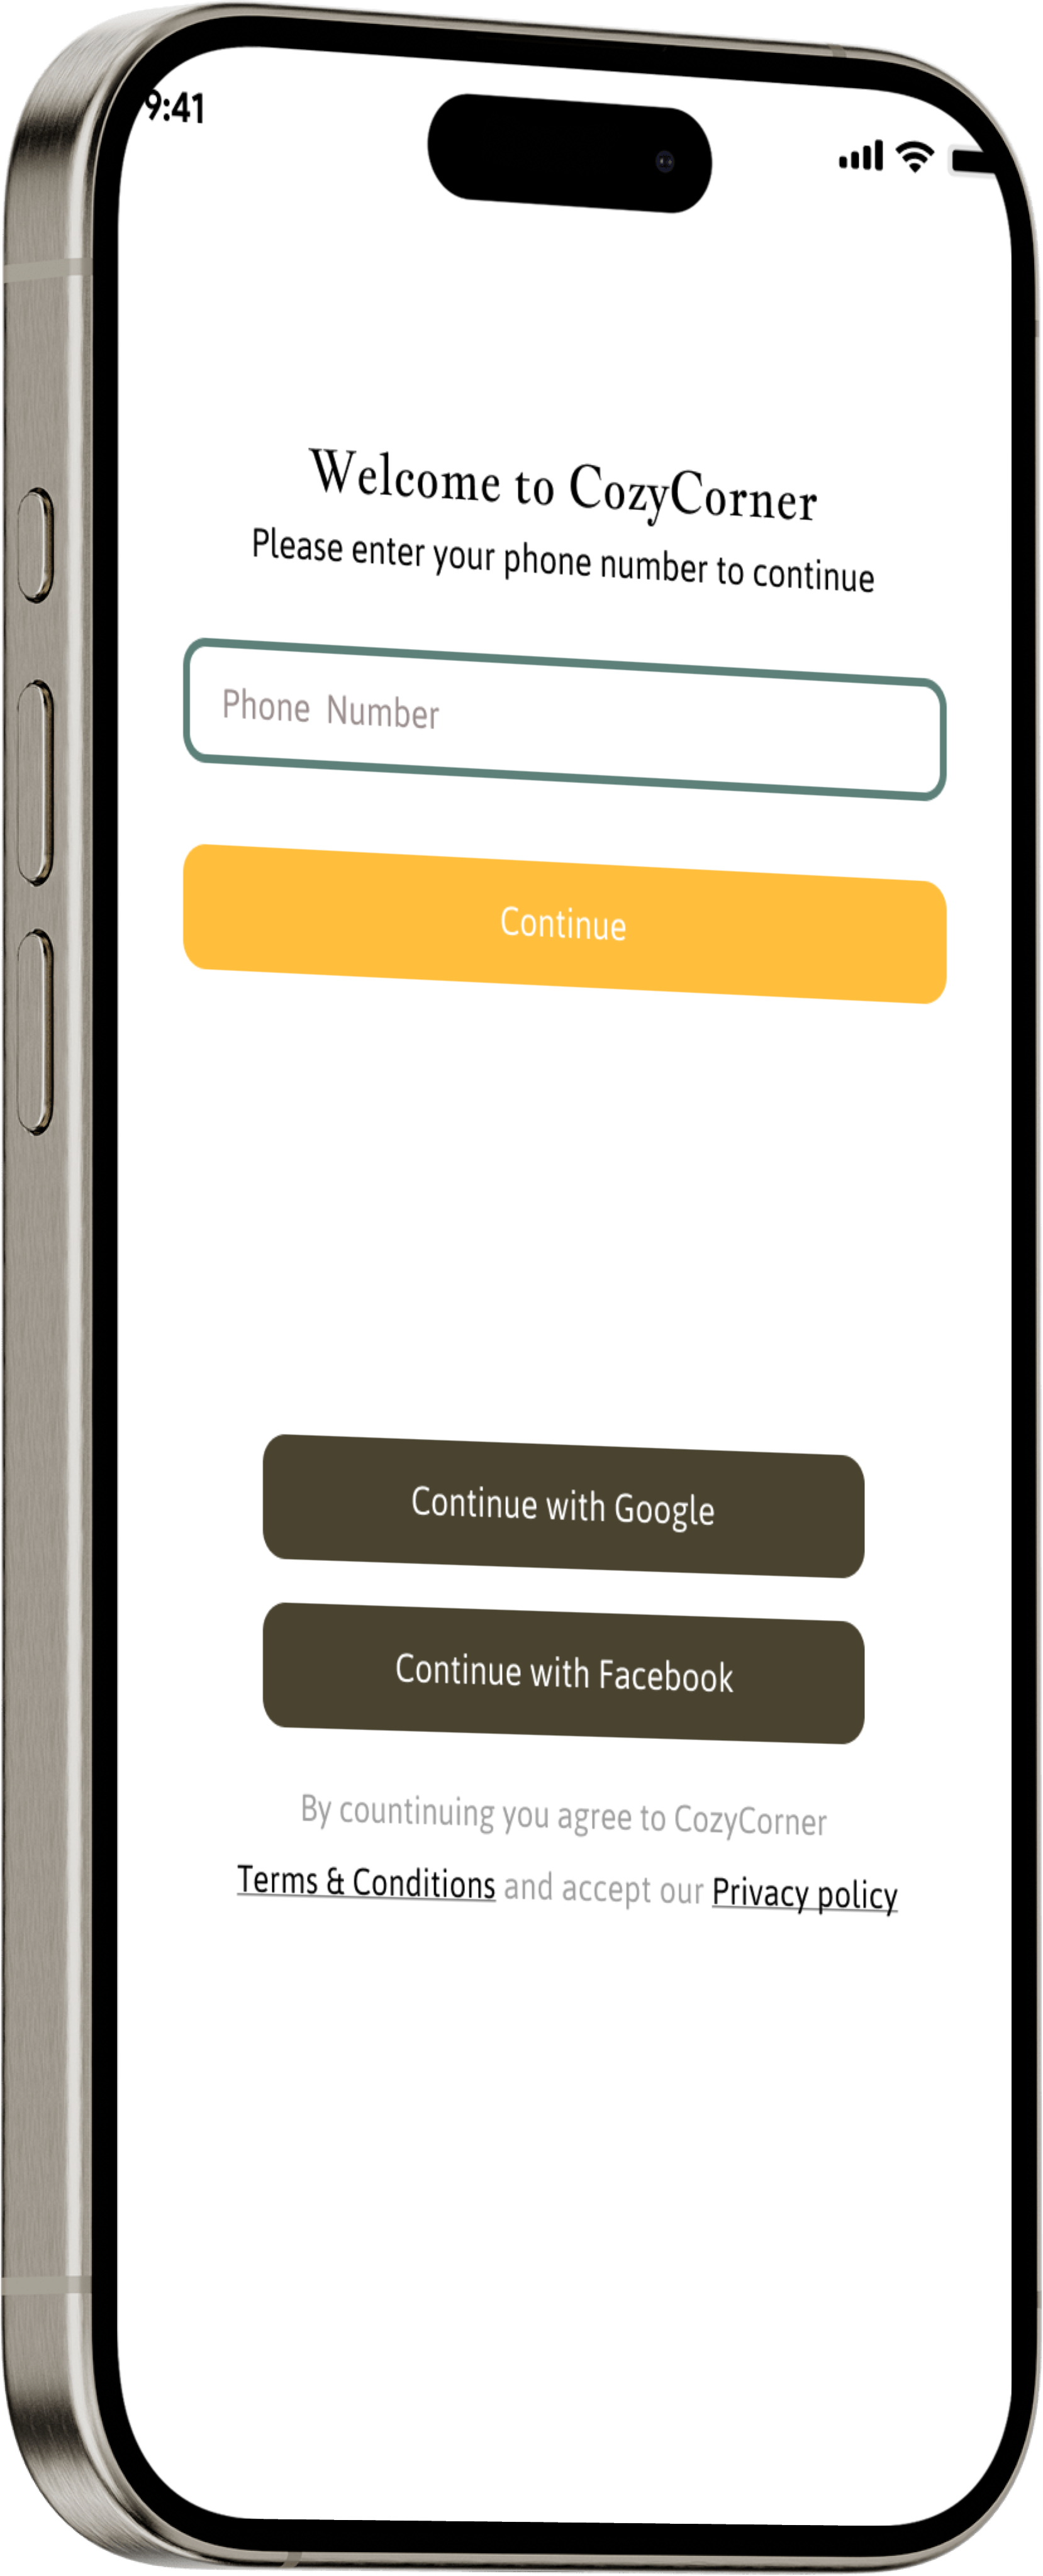 9:41
Welcome to CozyCorner
Please enter your phone number to continue
Phone Number
Continue
Continue with Google
Continue with Facebook
By countinuing you agree to CozyCorner
Terms & Conditions and accept our Privacy policy